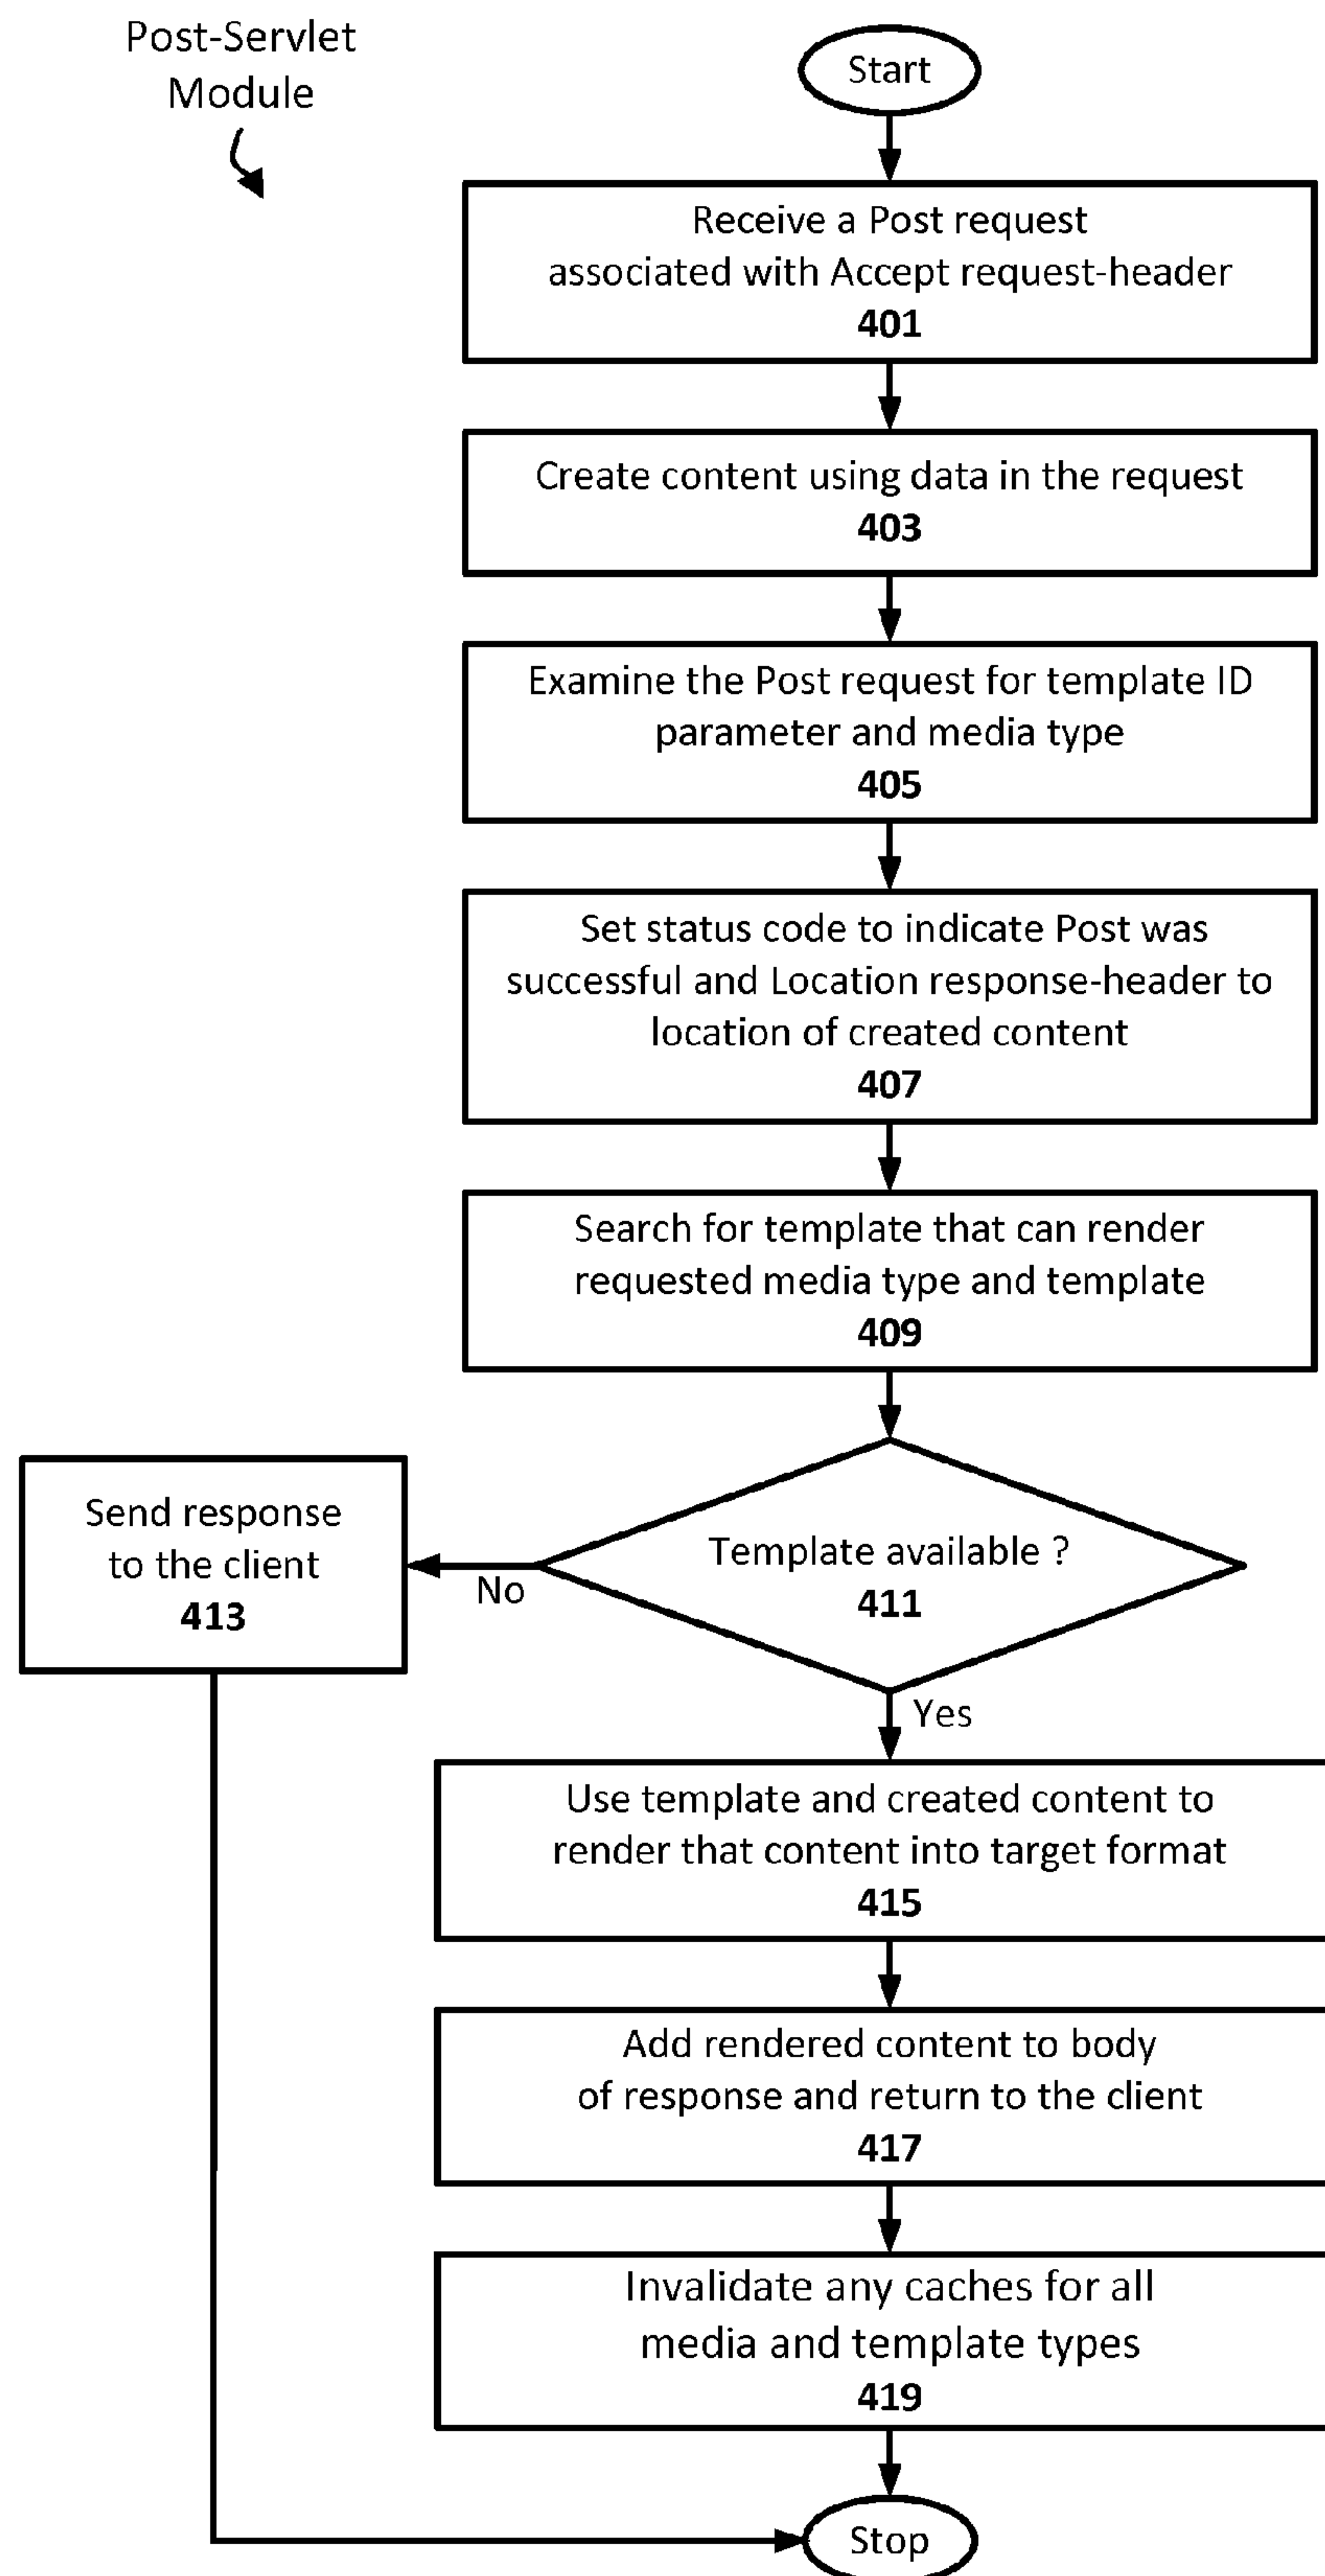 Post-Servlet
Module
Start
Receive a Post request
associated with Accept request-header
401
Create content using data in the request
403
Examine the Post request for template ID
parameter and media type
405
Set status code to indicate Post was
successful and Location response-header to
location of created content
407
Search for template that can render
requested media type and template
409
Template available ?
411
No
Send response
to the client
413
Yes
Use template and created content to
render that content into target format
415
Add rendered content to body
of response and return to the client
417
Invalidate any caches for all
media and template types
419
Stop